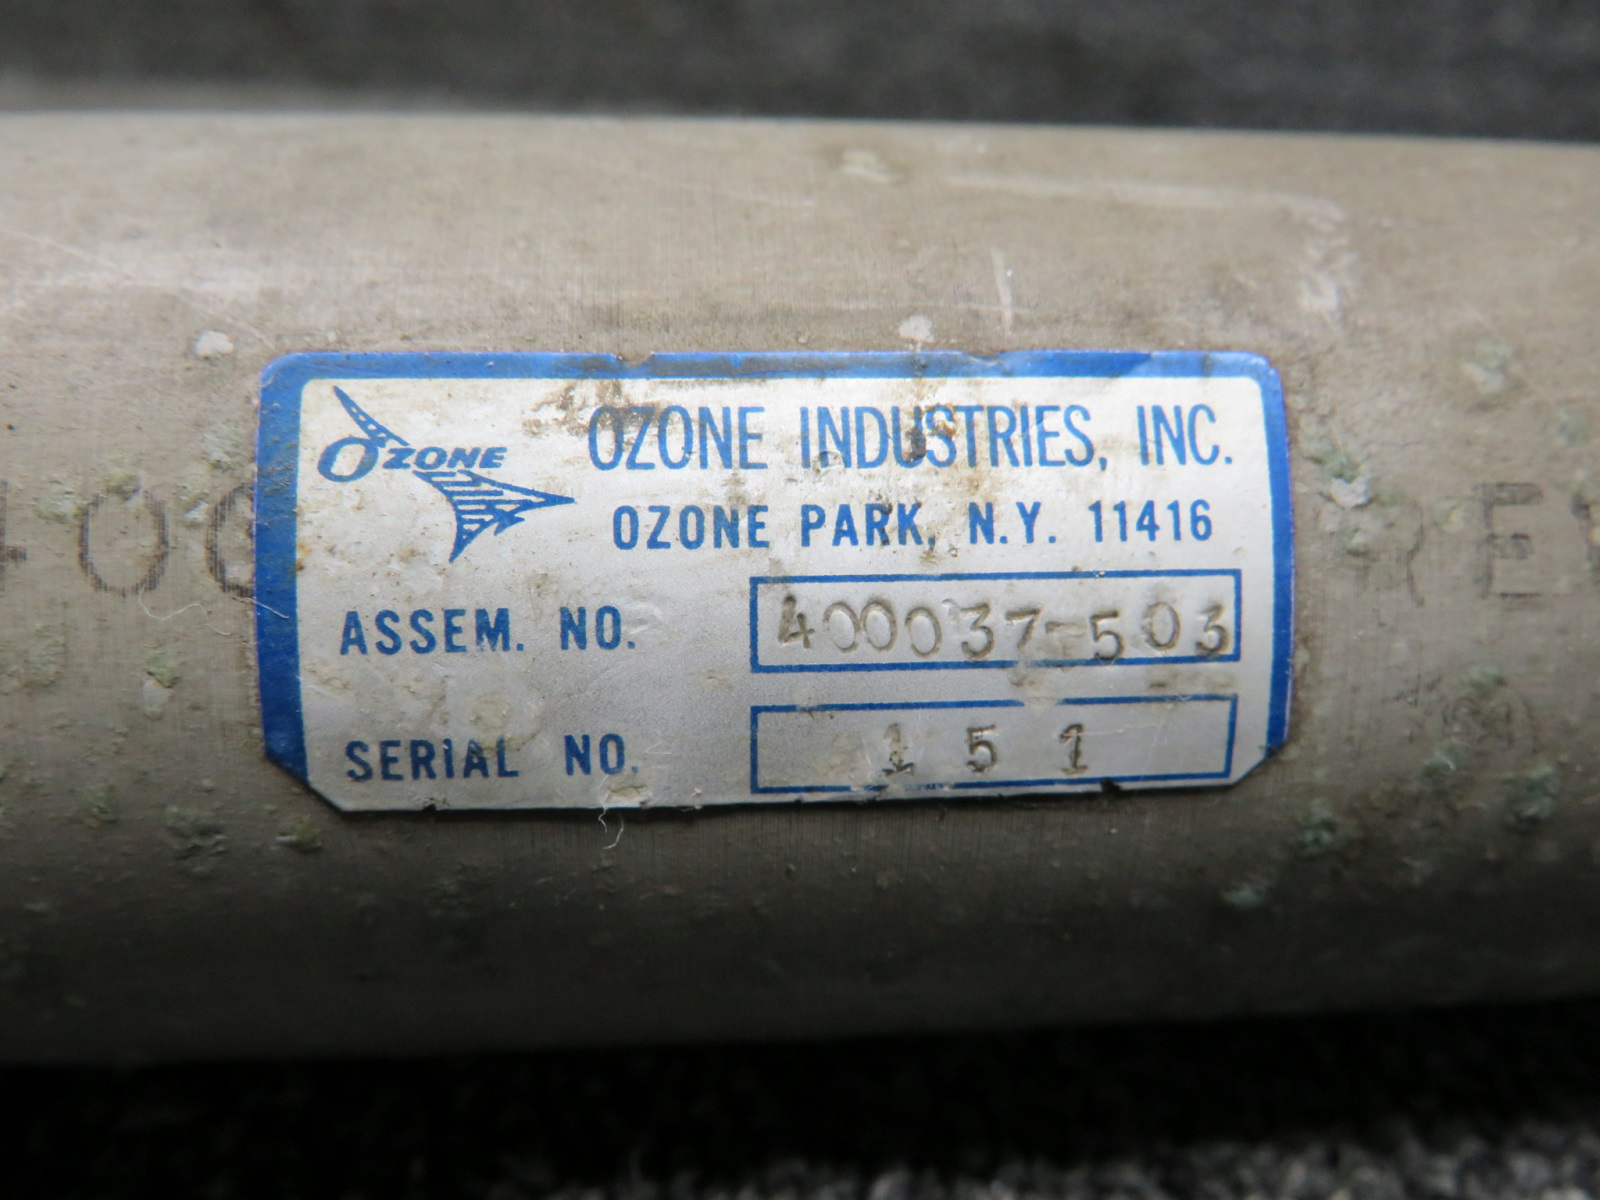 OZONE
OZONE INDUSTRIES, INC.
OZONE PARK, N.Y. 11416
ASSEM. NO. 400037-503
SERIAL NO. 151